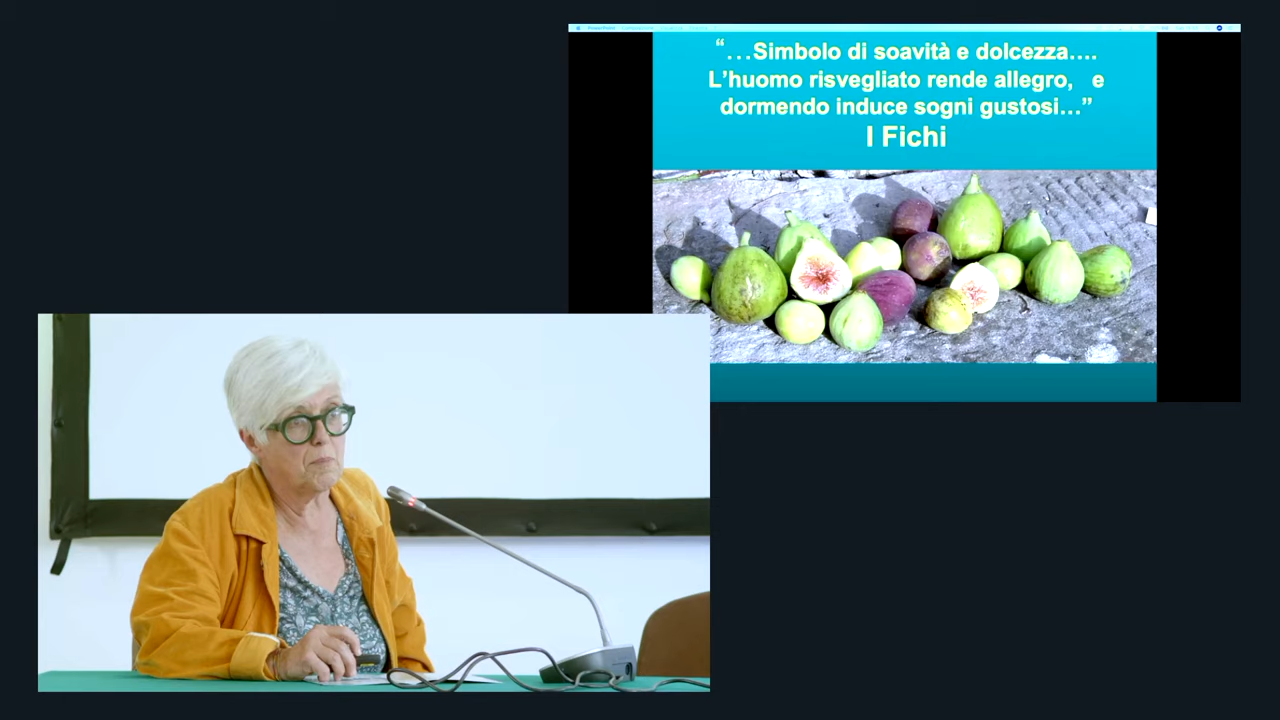 “…Simbolo di soavità e dolcezza….
L’huomo risvegliato rende allegro, e
dormendo induce sogni gustosi…”
I Fichi